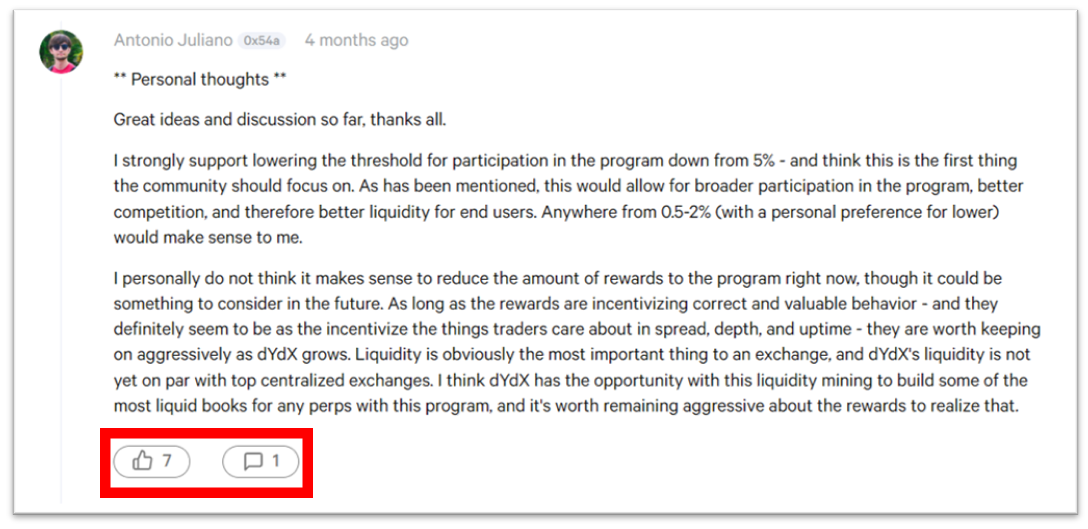 Antonio Juliano 0x54a 4 months ago
** Personal thoughts **
Great ideas and discussion so far, thanks all.
I strongly support lowering the threshold for participation in the program down from 5% - and think this is the first thing
the community should focus on. As has been mentioned, this would allow for broader participation in the program, better
competition, and therefore better liquidity for end users. Anywhere from 0.5-2% (with a personal preference for lower)
would make sense to me.
I personally do not think it makes sense to reduce the amount of rewards to the program right now, though it could be
something to consider in the future. As long as the rewards are incentivizing correct and valuable behavior - and they
definitely seem to be as the incentivize the things traders care about in spread, depth, and uptime - they are worth keeping
on aggressively as dYdX grows. Liquidity is obviously the most important thing to an exchange, and dYdX's liquidity is not
yet on par with top centralized exchanges. I think dYdX has the opportunity with this liquidity mining to build some of the
most liquid books for any perps with this program, and it's worth remaining aggressive about the rewards to realize that.
7 1